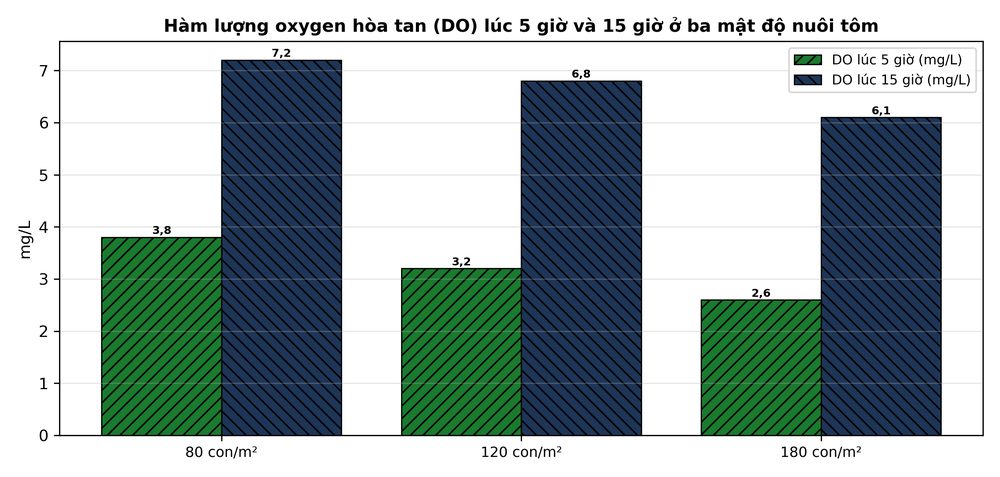 Hàm lượng oxygen hòa tan (DO) lúc 5 giờ và 15 giờ ở ba mật độ nuôi tôm
DO lúc 5 giờ (mg/L)
DO lúc 15 giờ (mg/L)
mg/L
7
6
5
4
3
2
1
0
3,8
7,2
3,2
6,8
2,6
6,1
80 con/m²
120 con/m²
180 con/m²